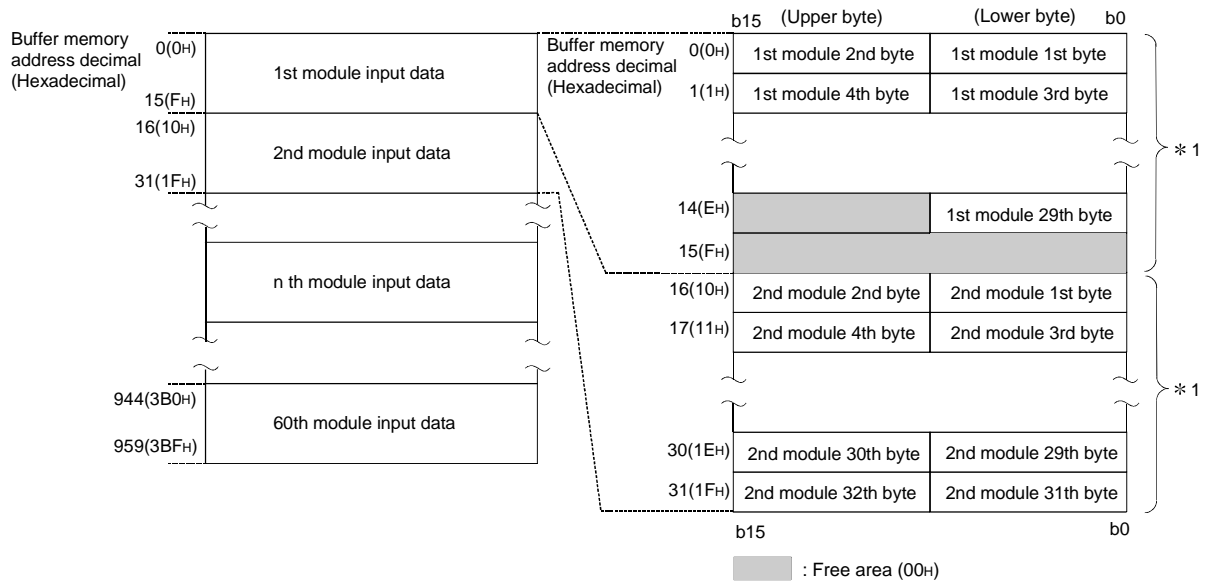 Buffer memory
address decimal
(Hexadecimal)
0(0H)
15(FH)
16(10H)
31(1FH)
944(3B0H)
959(3BFH)
1st module input data
2nd module input data
n th module input data
60th module input data
b15 (Upper byte) (Lower byte) b0
Buffer memory
address decimal
(Hexadecimal)
0(0H) 1st module 2nd byte 1st module 1st byte
1(1H) 1st module 4th byte 1st module 3rd byte
14(EH) 1st module 29th byte
15(FH)
＊1
16(10H) 2nd module 2nd byte 2nd module 1st byte
17(11H) 2nd module 4th byte 2nd module 3rd byte
30(1EH) 2nd module 30th byte 2nd module 29th byte
31(1FH) 2nd module 32th byte 2nd module 31th byte
＊1
b15 b0
: Free area (00H)